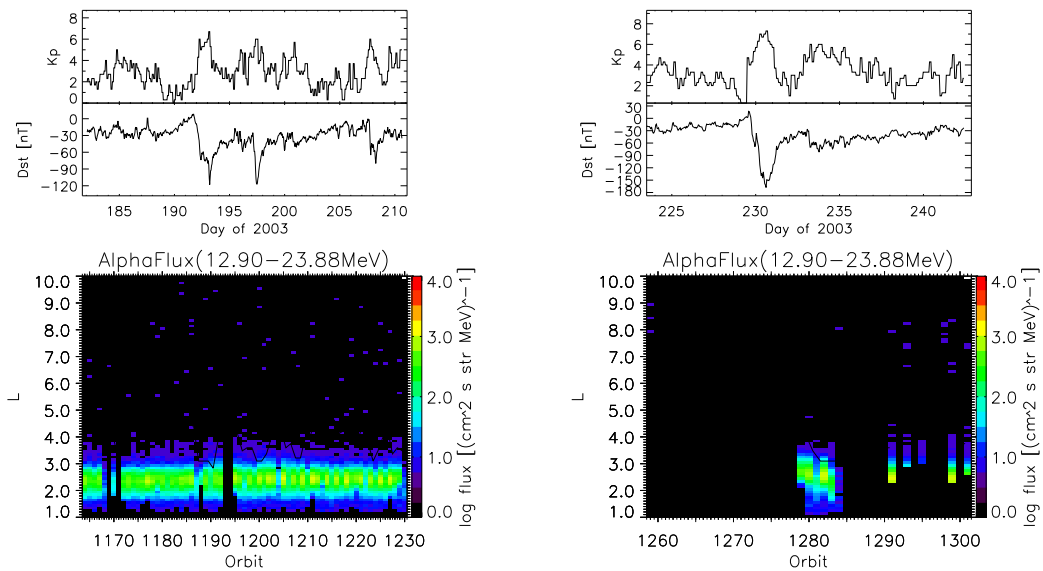 8
6
4
2
0
Kp
0
−30
−60
−90
−120
Dst [nT]
185 190 195 200 205 210
Day of 2003
AlphaFlux(12.90−23.88MeV)
10.0
9.0
8.0
7.0
6.0
5.0
4.0
3.0
2.0
1.0
L
1170 1180 1190 1200 1210 1220 1230
Orbit
4.0
3.0
2.0
1.0
0.0
log flux [(cm^2 s str MeV)^−1]
8
6
4
2
Kp
30
0
−30
−60
−90
−120
−150
−180
Dst [nT]
225 230 235 240
Day of 2003
AlphaFlux(12.90−23.88MeV)
10.0
9.0
8.0
7.0
6.0
5.0
4.0
3.0
2.0
1.0
L
1260 1270 1280 1290 1300
Orbit
4.0
3.0
2.0
1.0
0.0
log flux [(cm^2 s str MeV)^−1]